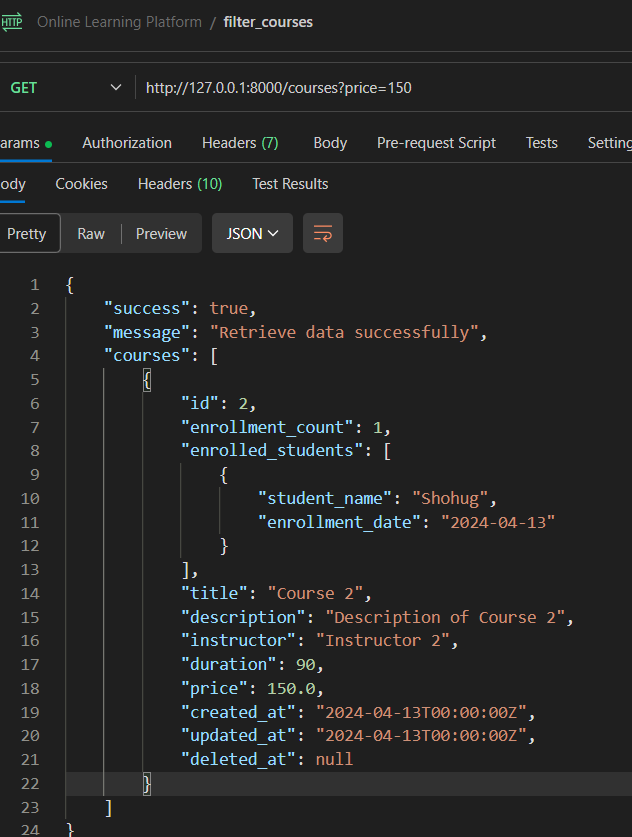 HTTP Online Learning Platform / filter_courses
GET http://127.0.0.1:8000/courses?price=150
arams Authorization Headers (7) Body Pre-request Script Tests Setting
ody Cookies Headers (10) Test Results
Pretty Raw Preview JSON
1 {
2 "success": true,
3 "message": "Retrieve data successfully",
4 "courses": [
5 {
6 "id": 2,
7 "enrollment_count": 1,
8 "enrolled_students": [
9 {
10 "student_name": "Shohug",
11 "enrollment_date": "2024-04-13"
12 }
13 ],
14 "title": "Course 2",
15 "description": "Description of Course 2",
16 "instructor": "Instructor 2",
17 "duration": 90,
18 "price": 150.0,
19 "created_at": "2024-04-13T00:00:00Z",
20 "updated_at": "2024-04-13T00:00:00Z",
21 "deleted_at": null
22 }
23 ]
24 }